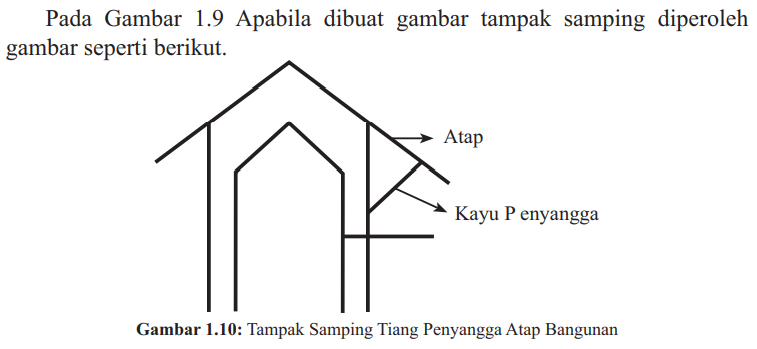 Pada Gambar 1.9 Apabila dibuat gambar tampak samping diperoleh
gambar seperti berikut.
Atap
Kayu P enyangga
Gambar 1.10: Tampak Samping Tiang Penyangga Atap Bangunan